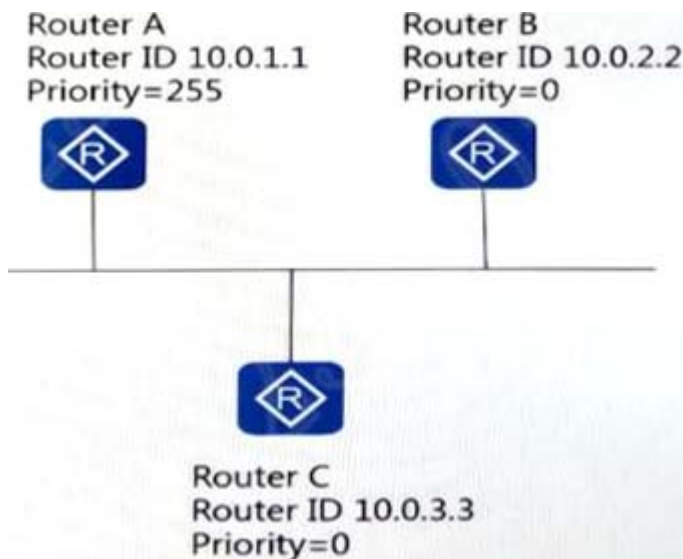 Router A
Router ID 10.0.1.1
Priority=255
Router B
Router ID 10.0.2.2
Priority=0
R
R
R
Router C
Router ID 10.0.3.3
Priority=0